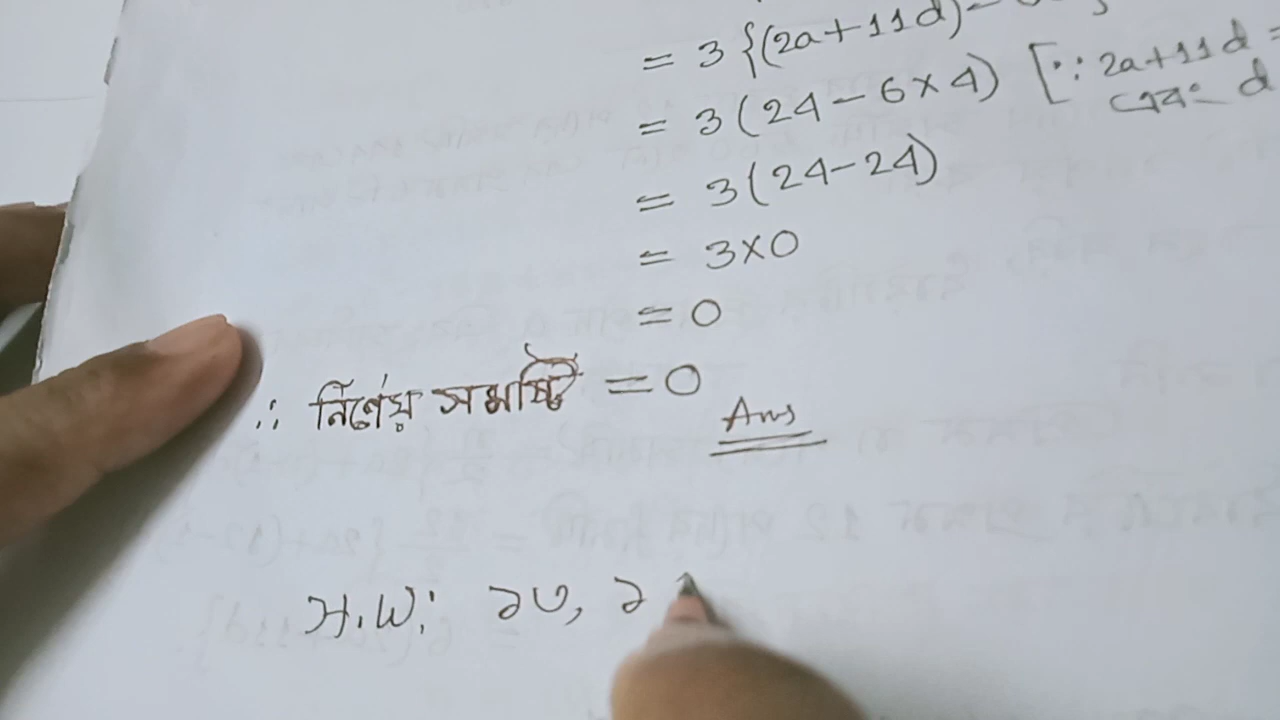 = 3 {(2a+11d)-
= 3 (24-6×4) [∵ 2a+11d =
এবং d
= 3(24-24)
= 3×0
= 0
∴ নির্ণেয় সমষ্টি = 0
Ans
H.W: ১৩, ১